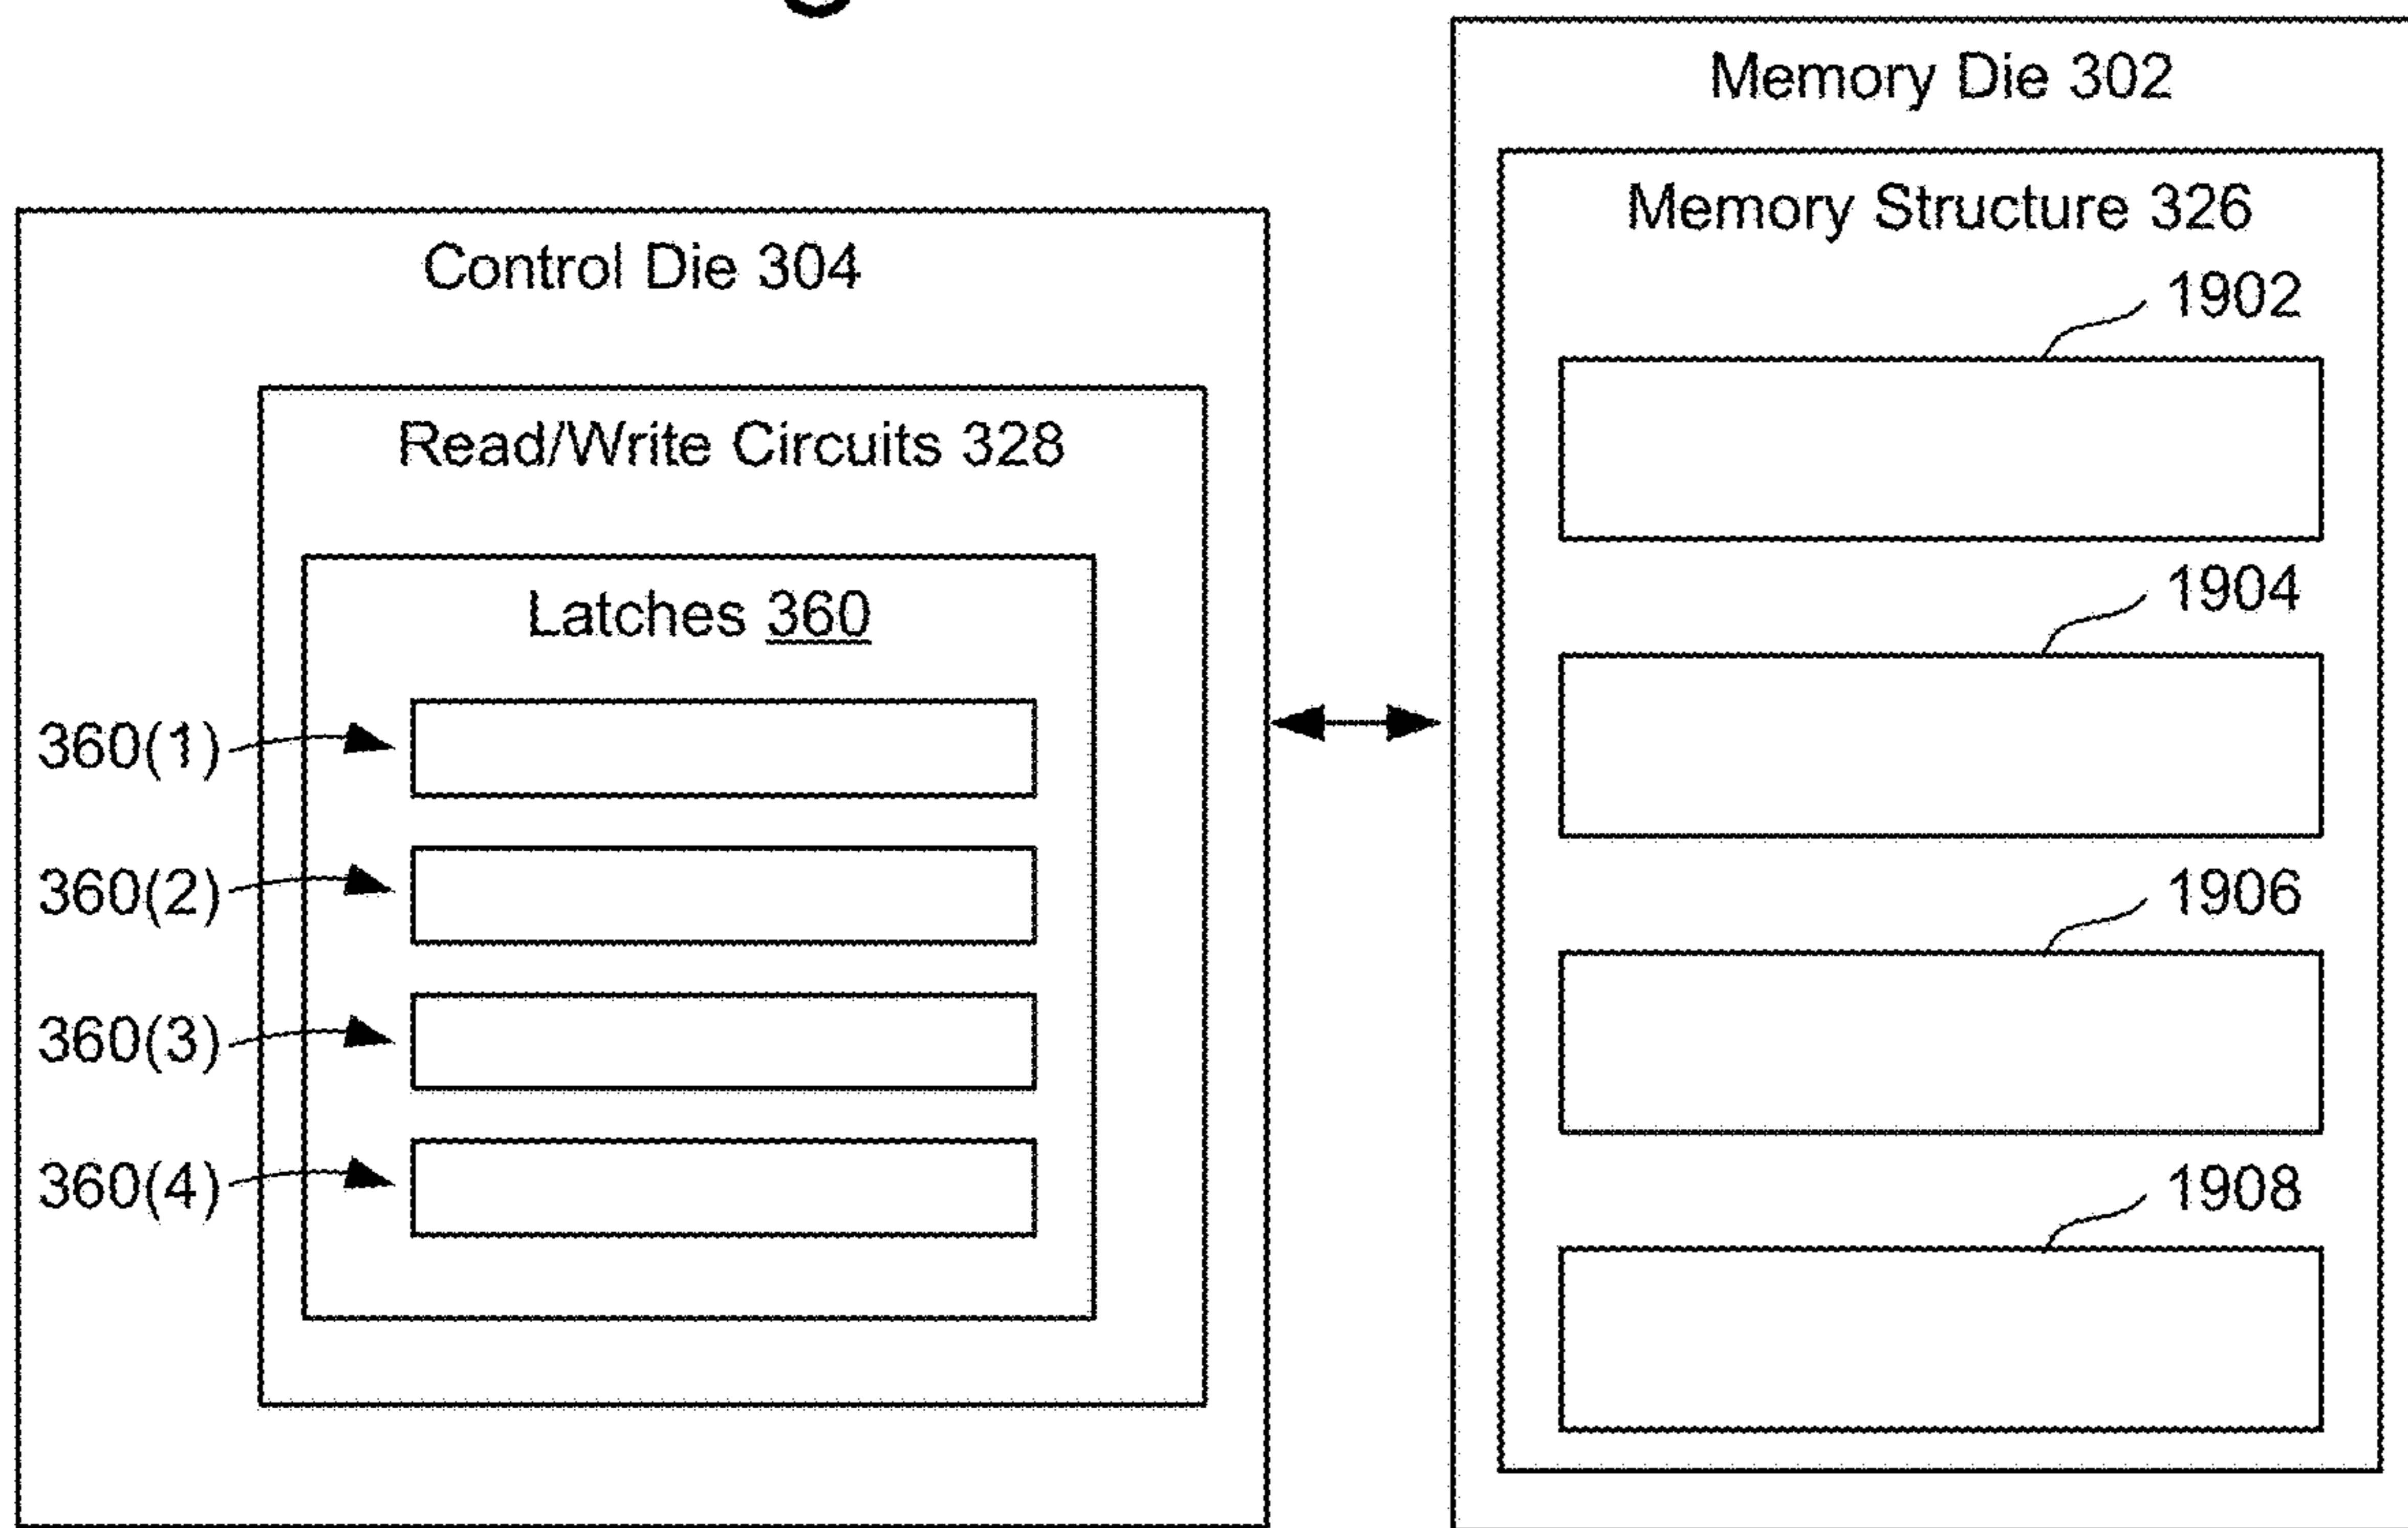 Memory Die 302
Memory Structure 326
Control Die 304
1902
Read/Write Circuits 328
1904
Latches 360
360(1)
360(2)
1906
360(3)
360(4)
1908